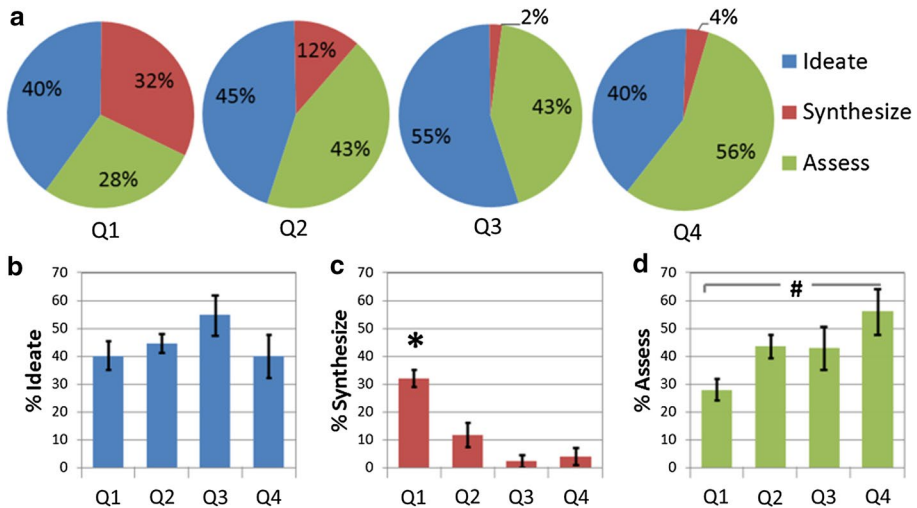 a
40%
32%
28%
Q1
45%
12%
43%
Q2
55%
2%
43%
Q3
40%
4%
56%
Q4
Ideate
Synthesize
Assess
b
% Ideate
70
60
50
40
30
20
10
0
Q1 Q2 Q3 Q4
c
% Synthesize
70
60
50
40
30
20
10
0
*
Q1 Q2 Q3 Q4
d
% Assess
70
60
50
40
30
20
10
0
#
Q1 Q2 Q3 Q4